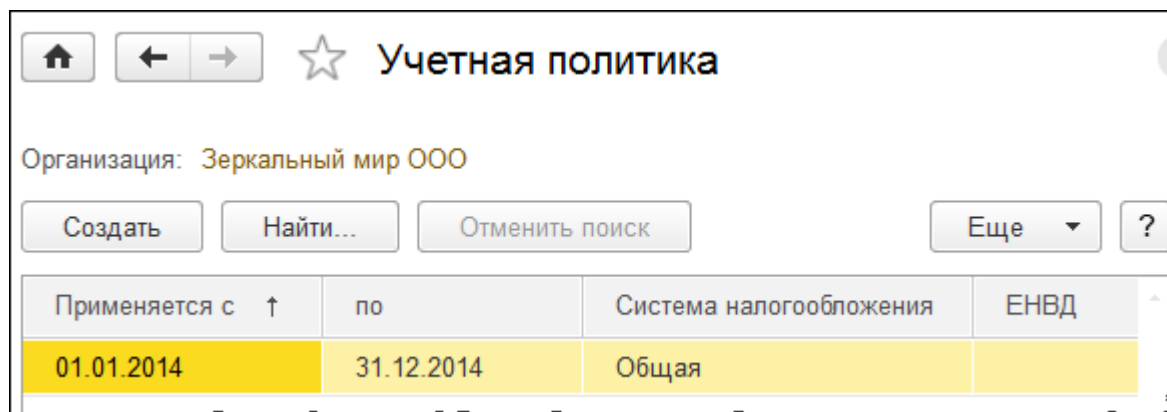 Учетная политика
Организация: Зеркальный мир ООО
Создать Найти... Отменить поиск Еще ?
Применяется с ↑ по Система налогообложения ЕНВД
01.01.2014 31.12.2014 Общая